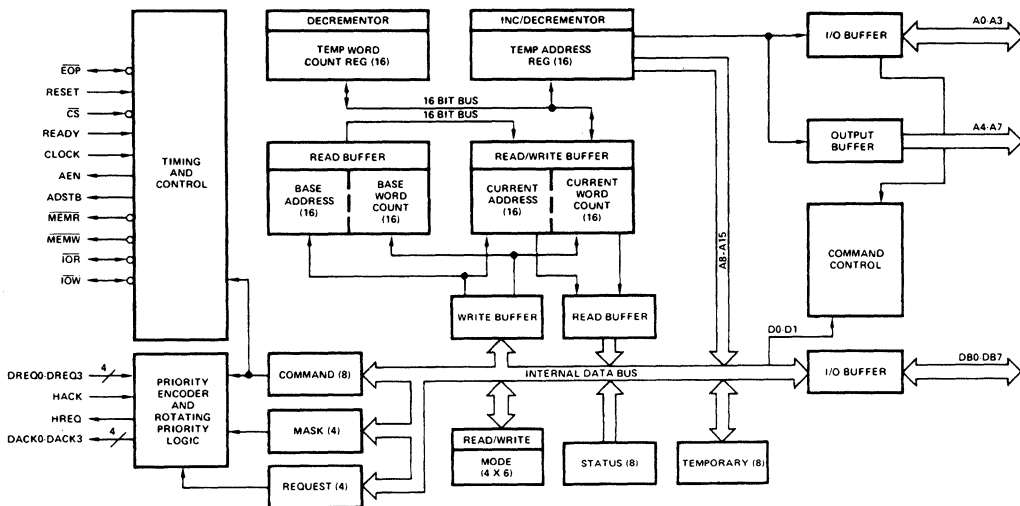 DECREMENTOR
TEMP WORD
COUNT REG (16)
INC/DECREMENTOR
TEMP ADDRESS
REG (16)
I/O BUFFER
A0-A3
16 BIT BUS
16 BIT BUS
OUTPUT
BUFFER
A4-A7
EOP
RESET
CS
READY
CLOCK
AEN
ADSTB
MEMR
MEMW
IOR
IOW
TIMING
AND
CONTROL
READ BUFFER
BASE
ADDRESS
(16)
BASE
WORD
COUNT
(16)
READ/WRITE BUFFER
CURRENT
ADDRESS
(16)
CURRENT
WORD
COUNT
(16)
A8-A15
COMMAND
CONTROL
WRITE BUFFER
READ BUFFER
D0-D1
DREQ0-DREQ3
4
HACK
HREQ
DACK0-DACK3
4
PRIORITY
ENCODER
AND
ROTATING
PRIORITY
LOGIC
COMMAND (8)
MASK (4)
REQUEST (4)
INTERNAL DATA BUS
I/O BUFFER
DB0-DB7
READ/WRITE
MODE
(4 X 6)
STATUS (8)
TEMPORARY (8)